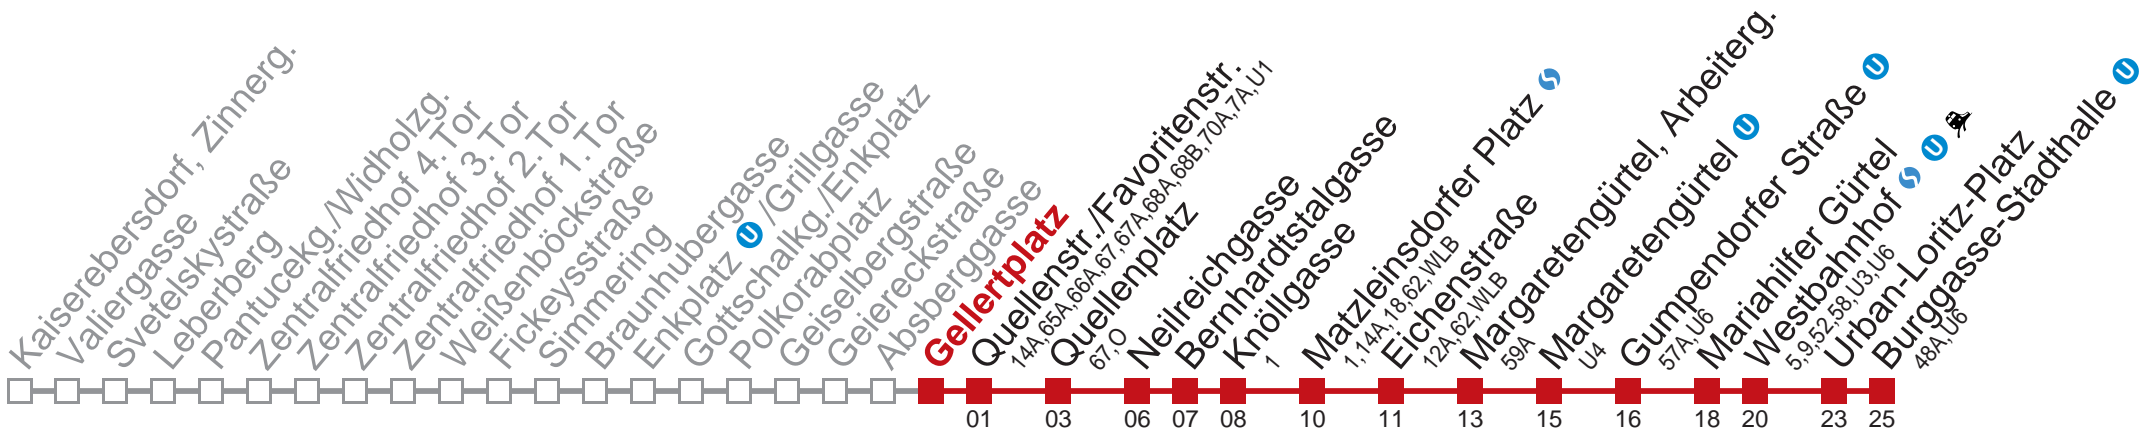 Kaiserebersdorf, Zinnerg.
Valiergasse
Svetelskystraße
Leberberg
Pantucekg./Widholzg.
Zentralfriedhof 4. Tor
Zentralfriedhof 3. Tor
Zentralfriedhof 2. Tor
Zentralfriedhof 1. Tor
Weißenböckstraße
Fickeysstraße
Simmering
Braunhubergasse
Enkplatz U /Grillgasse
Gottschalkg./Enkplatz
Polkorabplatz
Geiselbergstraße
Geiereckstraße
Absberggasse
Gellertplatz
Quellenstr./Favoritenstr.
14A,65A,66A,67,67A,68A,68B,70A,7A,U1
Quellenplatz
67, O
Neilreichgasse
Bernhardtstalgasse
Knöllgasse
1
Matzleinsdorfer Platz
1,14A,18,62,WLB
Eichenstraße
12A,62,WLB
Margaretengürtel, Arbeiterg.
59A
Margaretengürtel U
U4
Gumpendorfer Straße U
57A,U6
Mariahilfer Gürtel
Westbahnhof U
5,9,52,58,U3,U6
Urban-Loritz-Platz
Burggasse-Stadthalle U
48A,U6
01 03 06 07 08 10 11 13 15 16 18 20 23 25